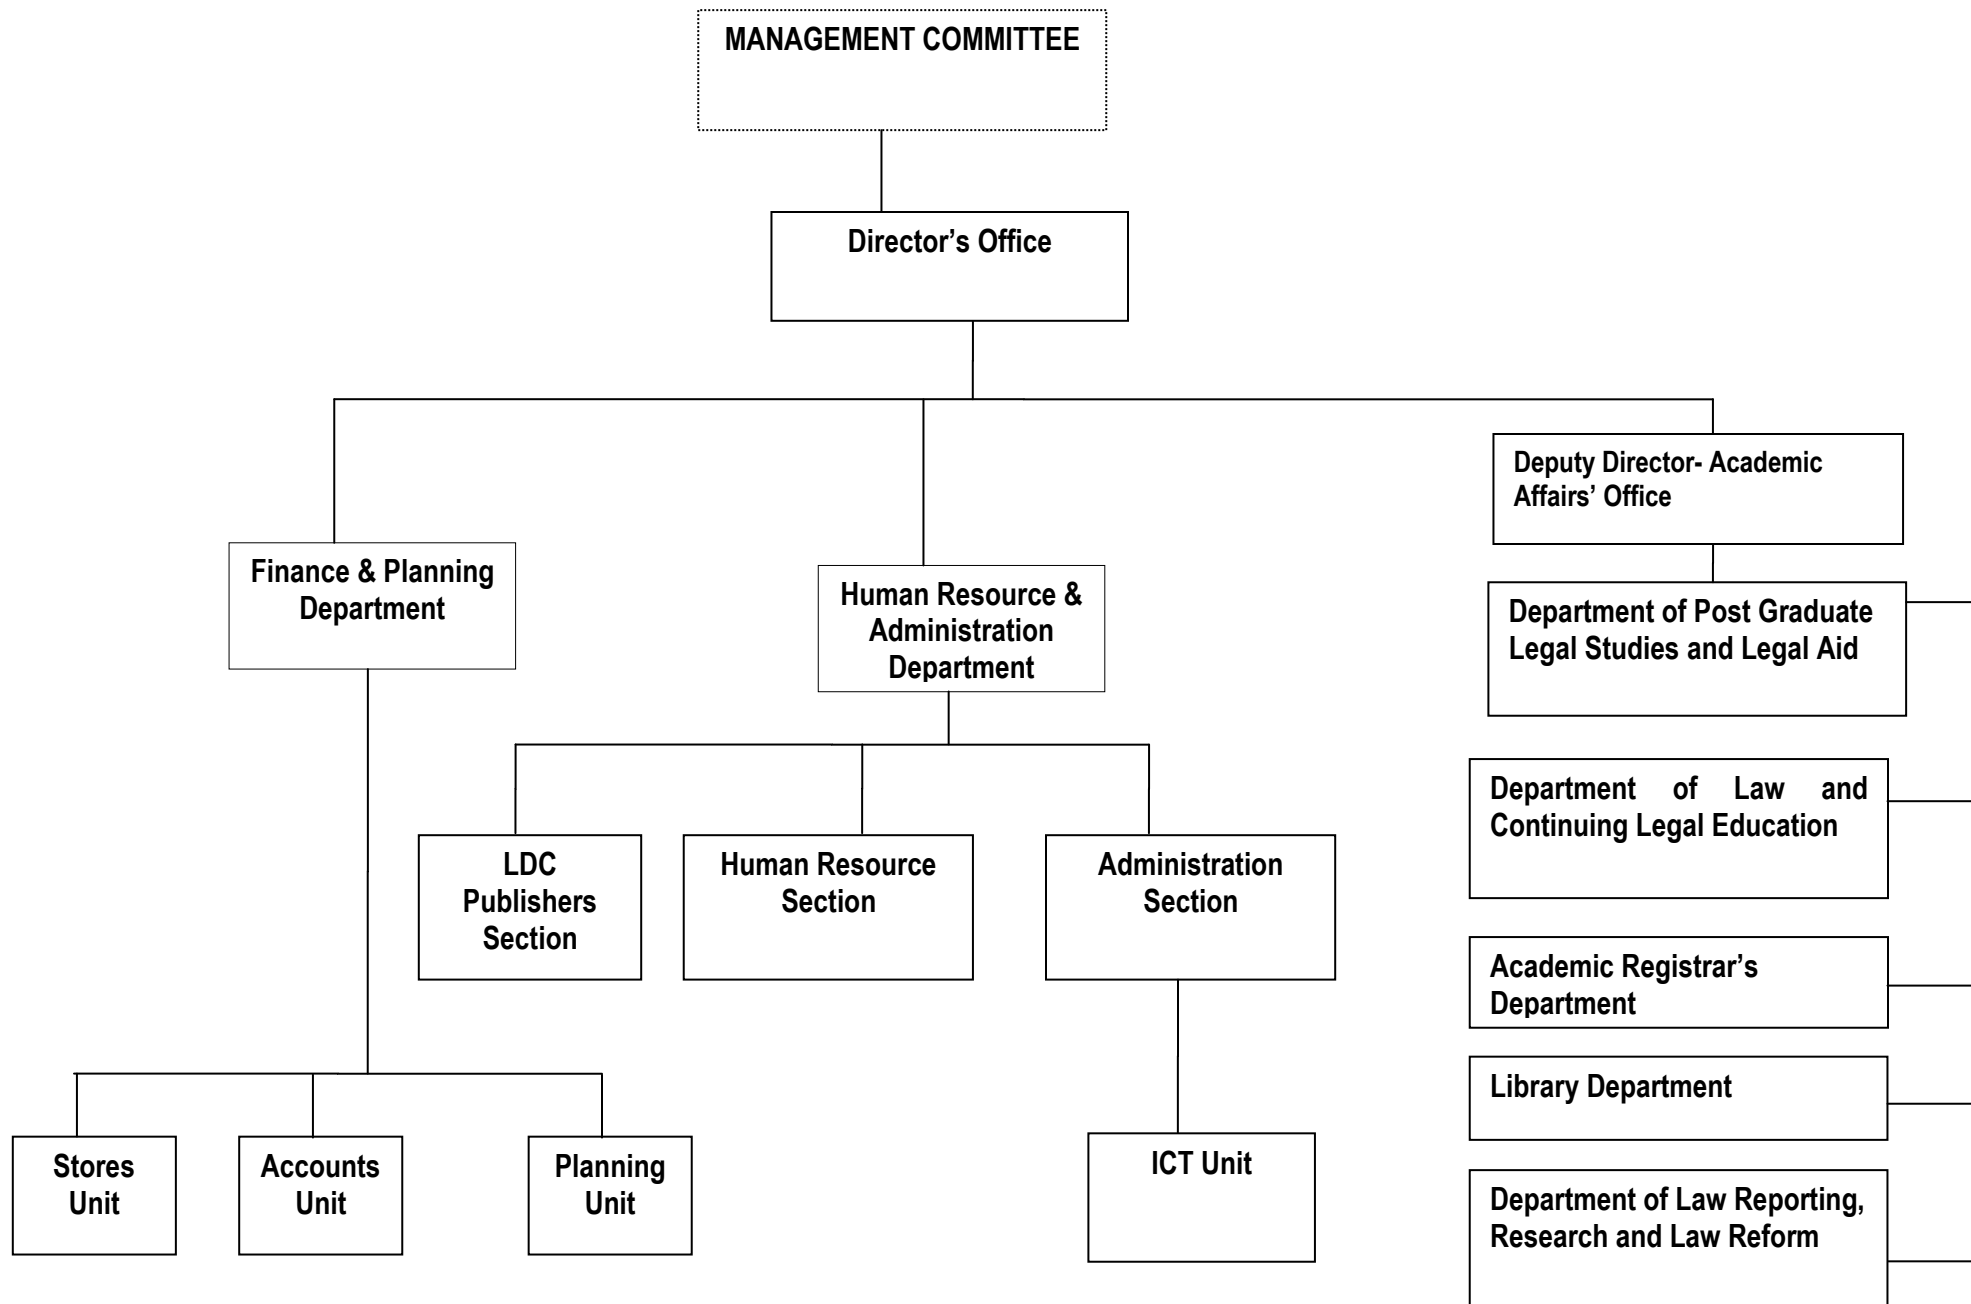 MANAGEMENT COMMITTEE
Director’s Office
Deputy Director- Academic
Affairs’ Office
Finance & Planning
Department
Human Resource &
Administration
Department
Department of Post Graduate
Legal Studies and Legal Aid
Department of Law and
Continuing Legal Education
LDC
Publishers
Section
Human Resource
Section
Administration
Section
Academic Registrar’s
Department
Library Department
Stores
Unit
Accounts
Unit
Planning
Unit
ICT Unit
Department of Law Reporting,
Research and Law Reform